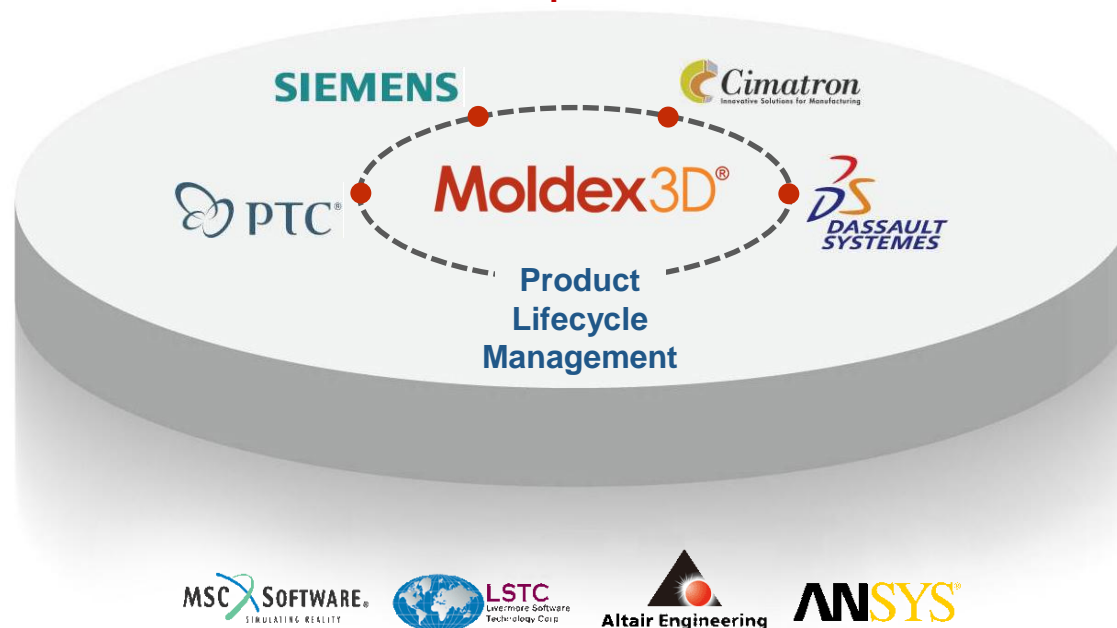 SIEMENS
Cimatron
Innovative Solutions for Manufacturing
Moldex3D®
PTC®
DASSAULT
SYSTEMES
Product
Lifecycle
Management
MSC SOFTWARE®
SIMULATING REALITY
LSTC
Livermore Software
Technology Corp
Altair Engineering
ANSYS®